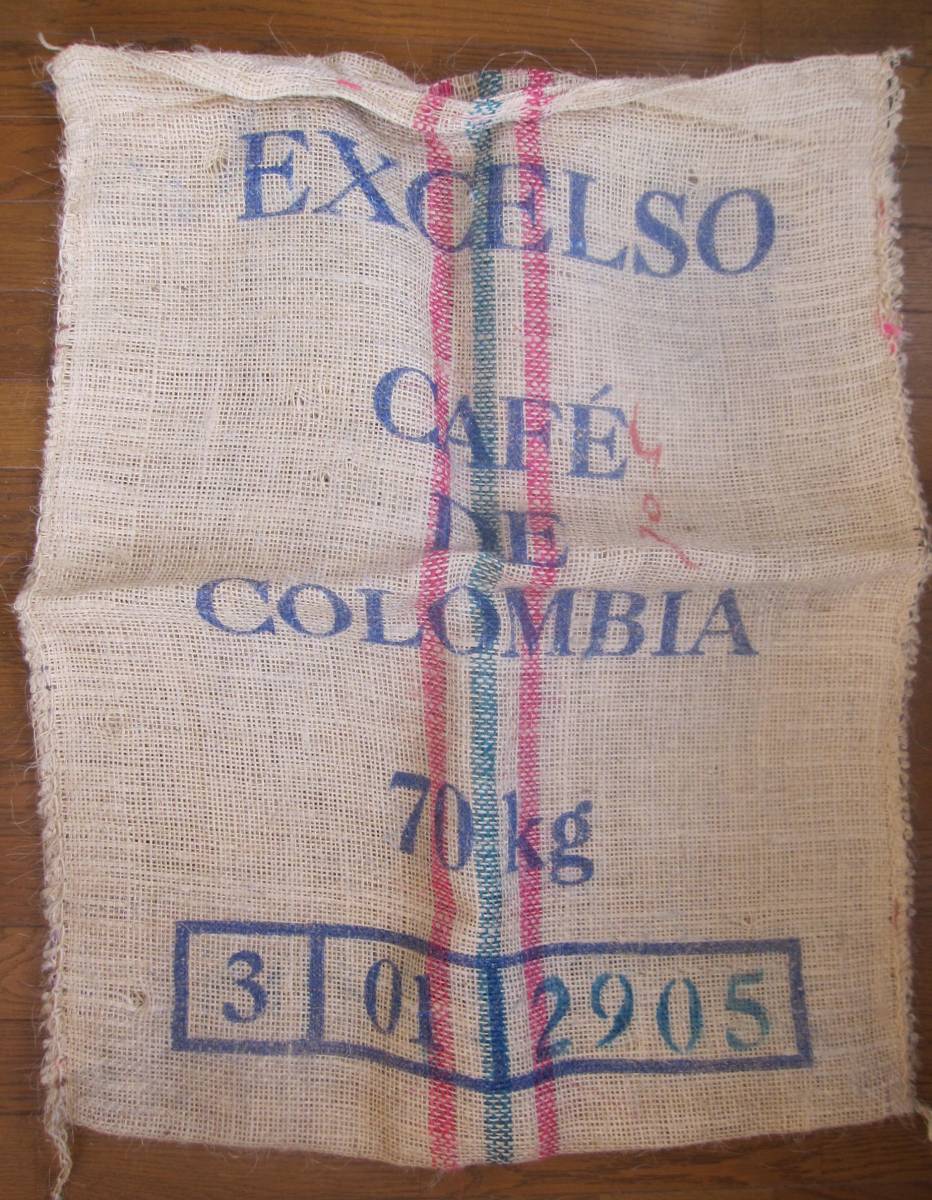 EXCELSO
CAFÉ
DE
COLOMBIA
70 kg
3 01 2905